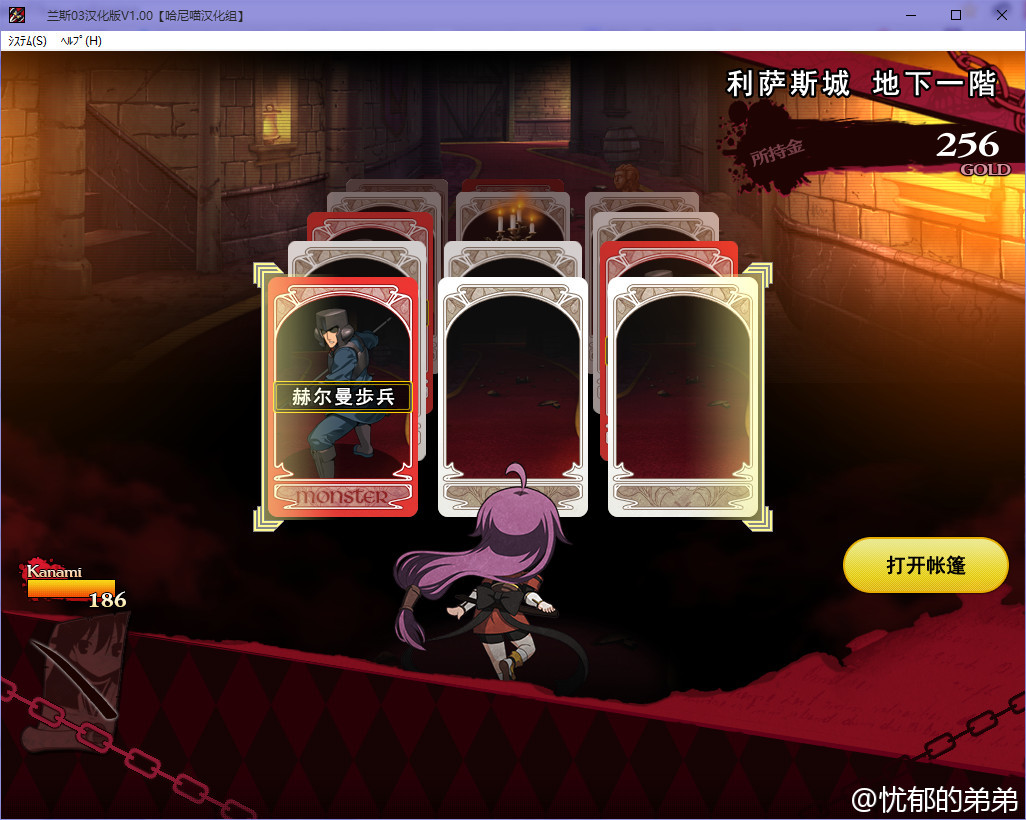 兰斯03汉化版V1.00【哈尼喵汉化组】
ｼｽﾃﾑ(S) ﾍﾙﾌﾟ(H)
利萨斯城 地下一階
所持金
256
GOLD
赫尔曼步兵
monster
打开帐篷
Kanami
186
@忧郁的弟弟